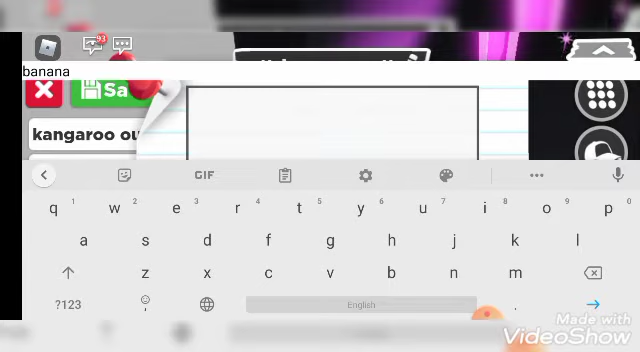 93
banana
Sa
kangaroo ou
GIF
q 1 w 2 e 3 r 4 t 5 y 6 u 7 i 8 o 9 p 0
a s d f g h j k l
z x c v b n m
?123 , English .
Made with
VideoShow